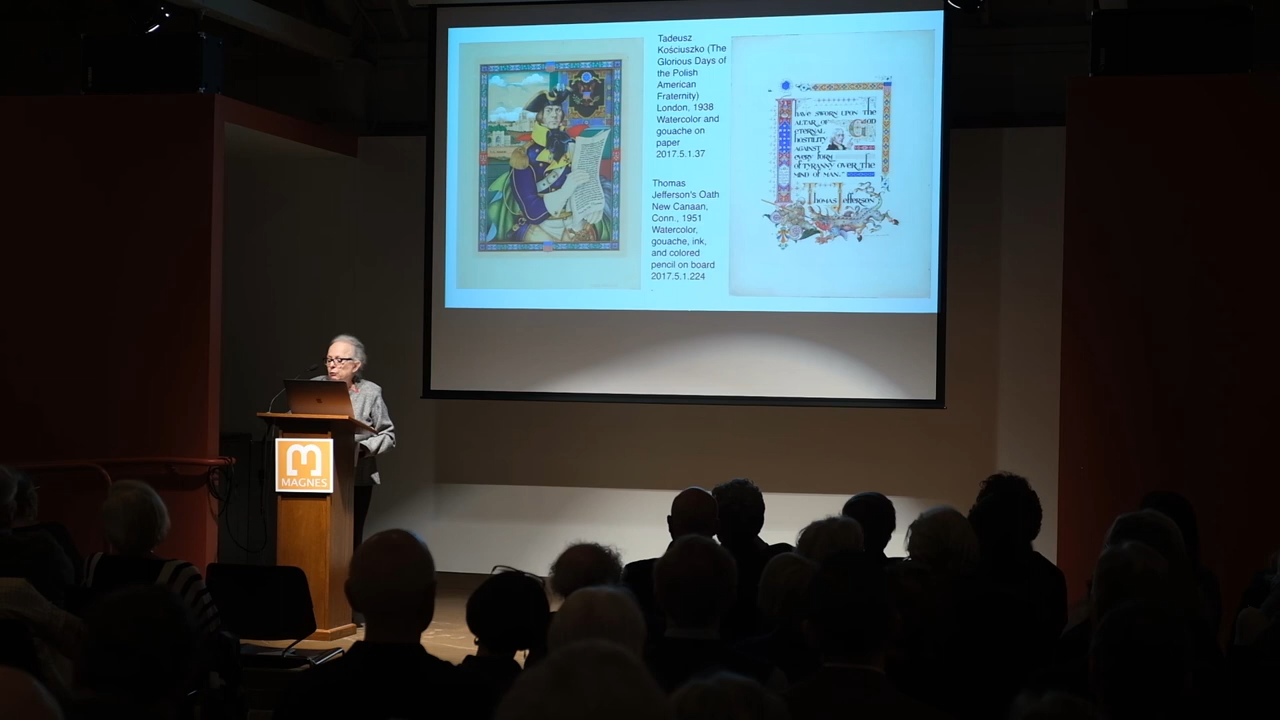 Tadeusz
Kościuszko (The
Glorious Days of
the Polish
American
Fraternity)
London, 1938
Watercolor and
gouache on
paper
2017.5.1.37
Thomas
Jefferson's Oath
New Canaan,
Conn., 1951
Watercolor,
gouache, ink,
and colored
pencil on board
2017.5.1.224
I
HAVE SWORN UPON THE
ALTAR OF GOD
ETERNAL
HOSTILITY
AGAINST
EVERY FORM
OF TYRANNY OVER THE
MIND OF MAN."
Thomas Jefferson
MAGNES